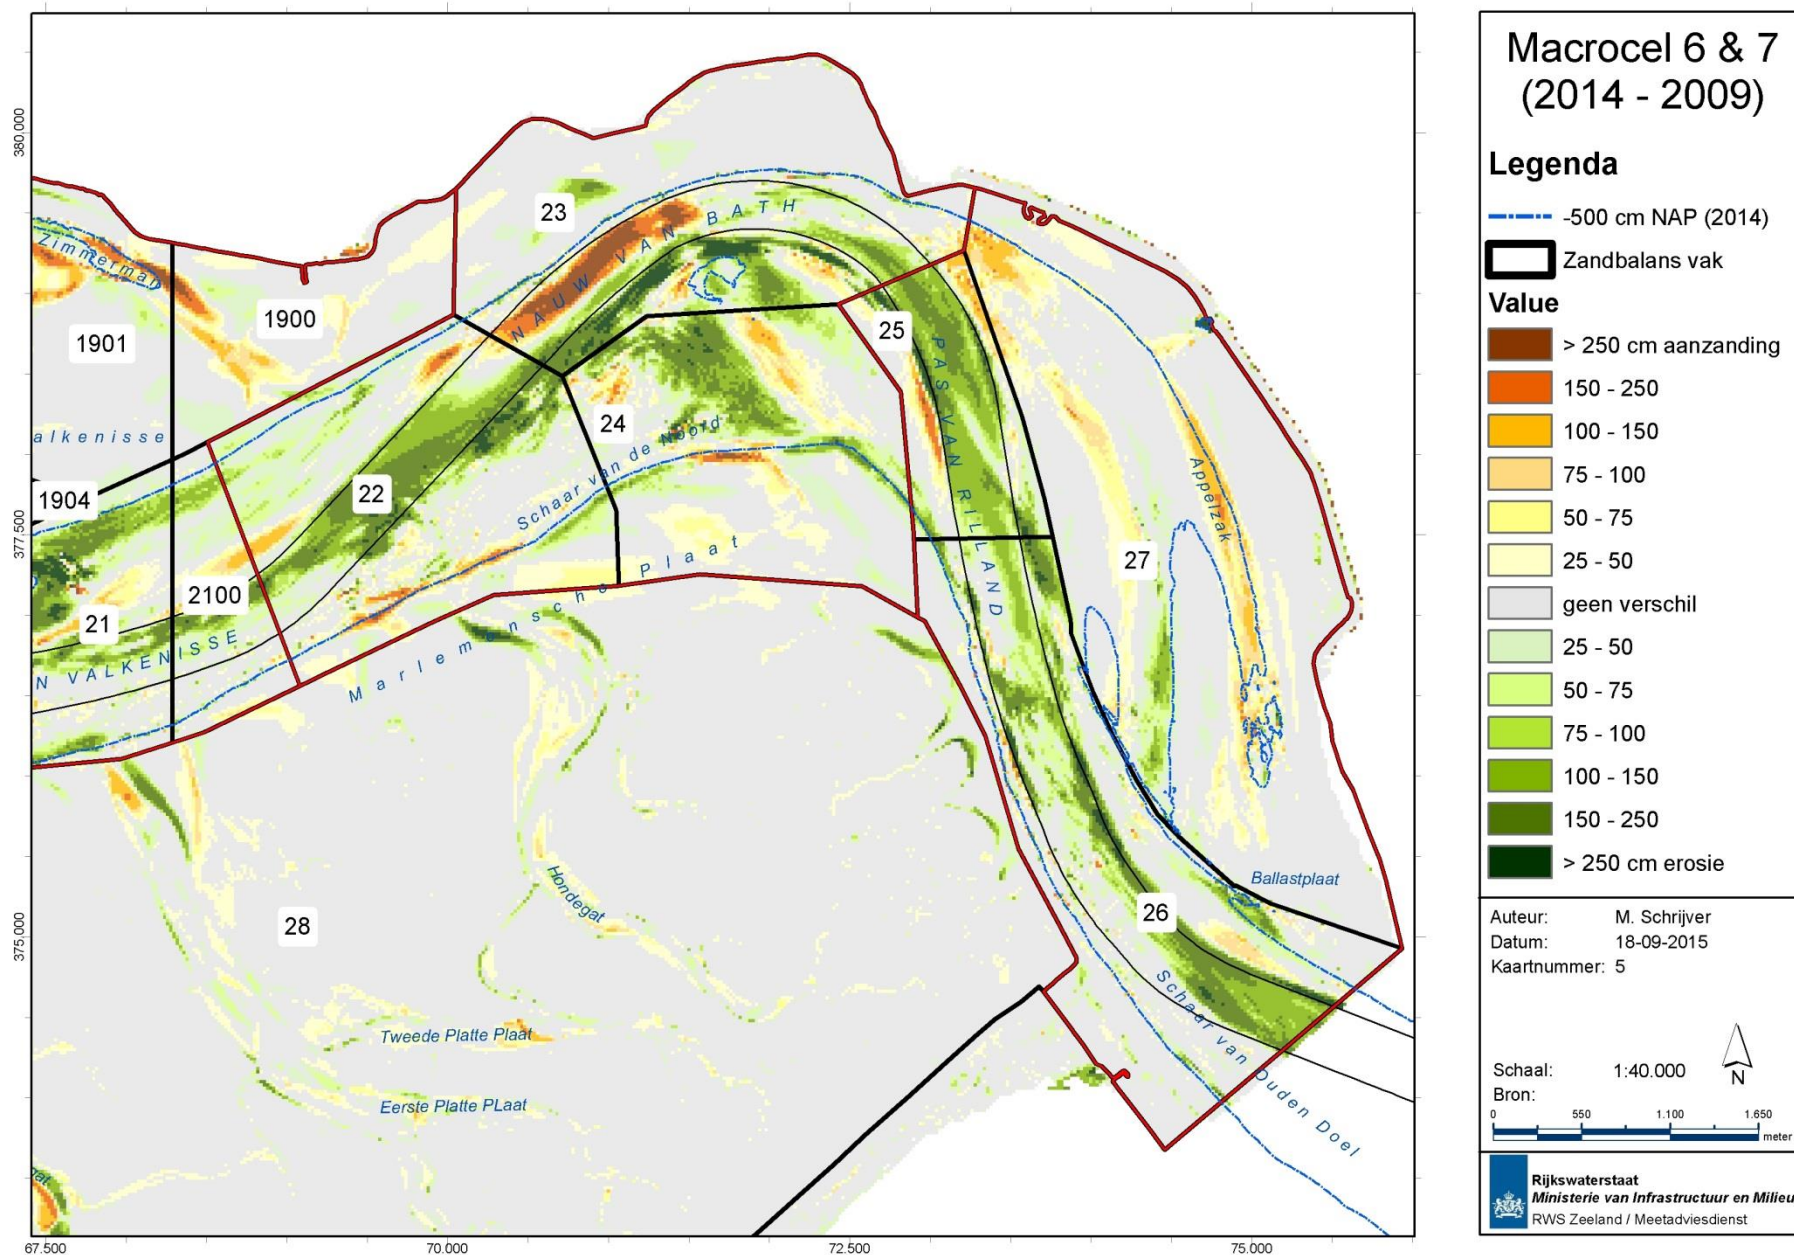 Macrocel 6 & 7
(2014 - 2009)
Legenda
-500 cm NAP (2014)
Zandbalans vak
Value
> 250 cm aanzanding
150 - 250
100 - 150
75 - 100
50 - 75
25 - 50
geen verschil
25 - 50
50 - 75
75 - 100
100 - 150
150 - 250
> 250 cm erosie
Auteur: M. Schrijver
Datum: 18-09-2015
Kaartnummer: 5
Schaal: 1:40.000
N
Bron:
0 550 1.100 1.650
meter
Rijkswaterstaat
Ministerie van Infrastructuur en Milieu
RWS Zeeland / Meetadviesdienst
380.000
377.500
375.000
67.500 70.000 72.500 75.000
Zimmerman
23
NAUW VAN BATH
1900
1901
25
24
alkenisse
Schaar van de Noord
PAS VAN RILLAND
Appelzak
22
1904
27
2100
21
N VALKENISSE
Marlemonsche Plaat
Hondegat
Ballastplaat
26
28
Schaar van Ouden Doel
Tweede Platte Plaat
Eerste Platte PLaat
gat